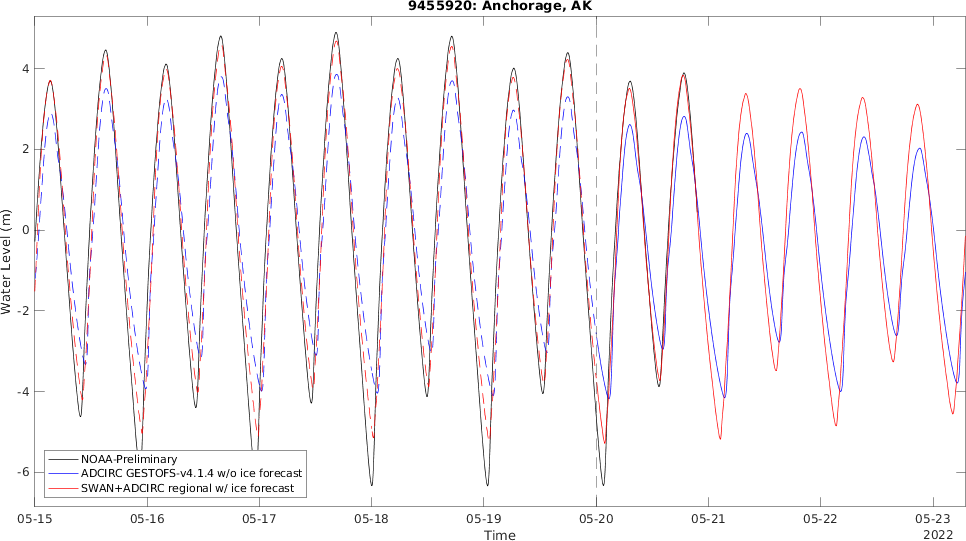 9455920: Anchorage, AK
Water Level (m)
4
2
0
-2
-4
-6
NOAA-Preliminary
ADCIRC GESTOFS-v4.1.4 w/o ice forecast
SWAN+ADCIRC regional w/ ice forecast
05-15 05-16 05-17 05-18 05-19 05-20 05-21 05-22 05-23
Time 2022